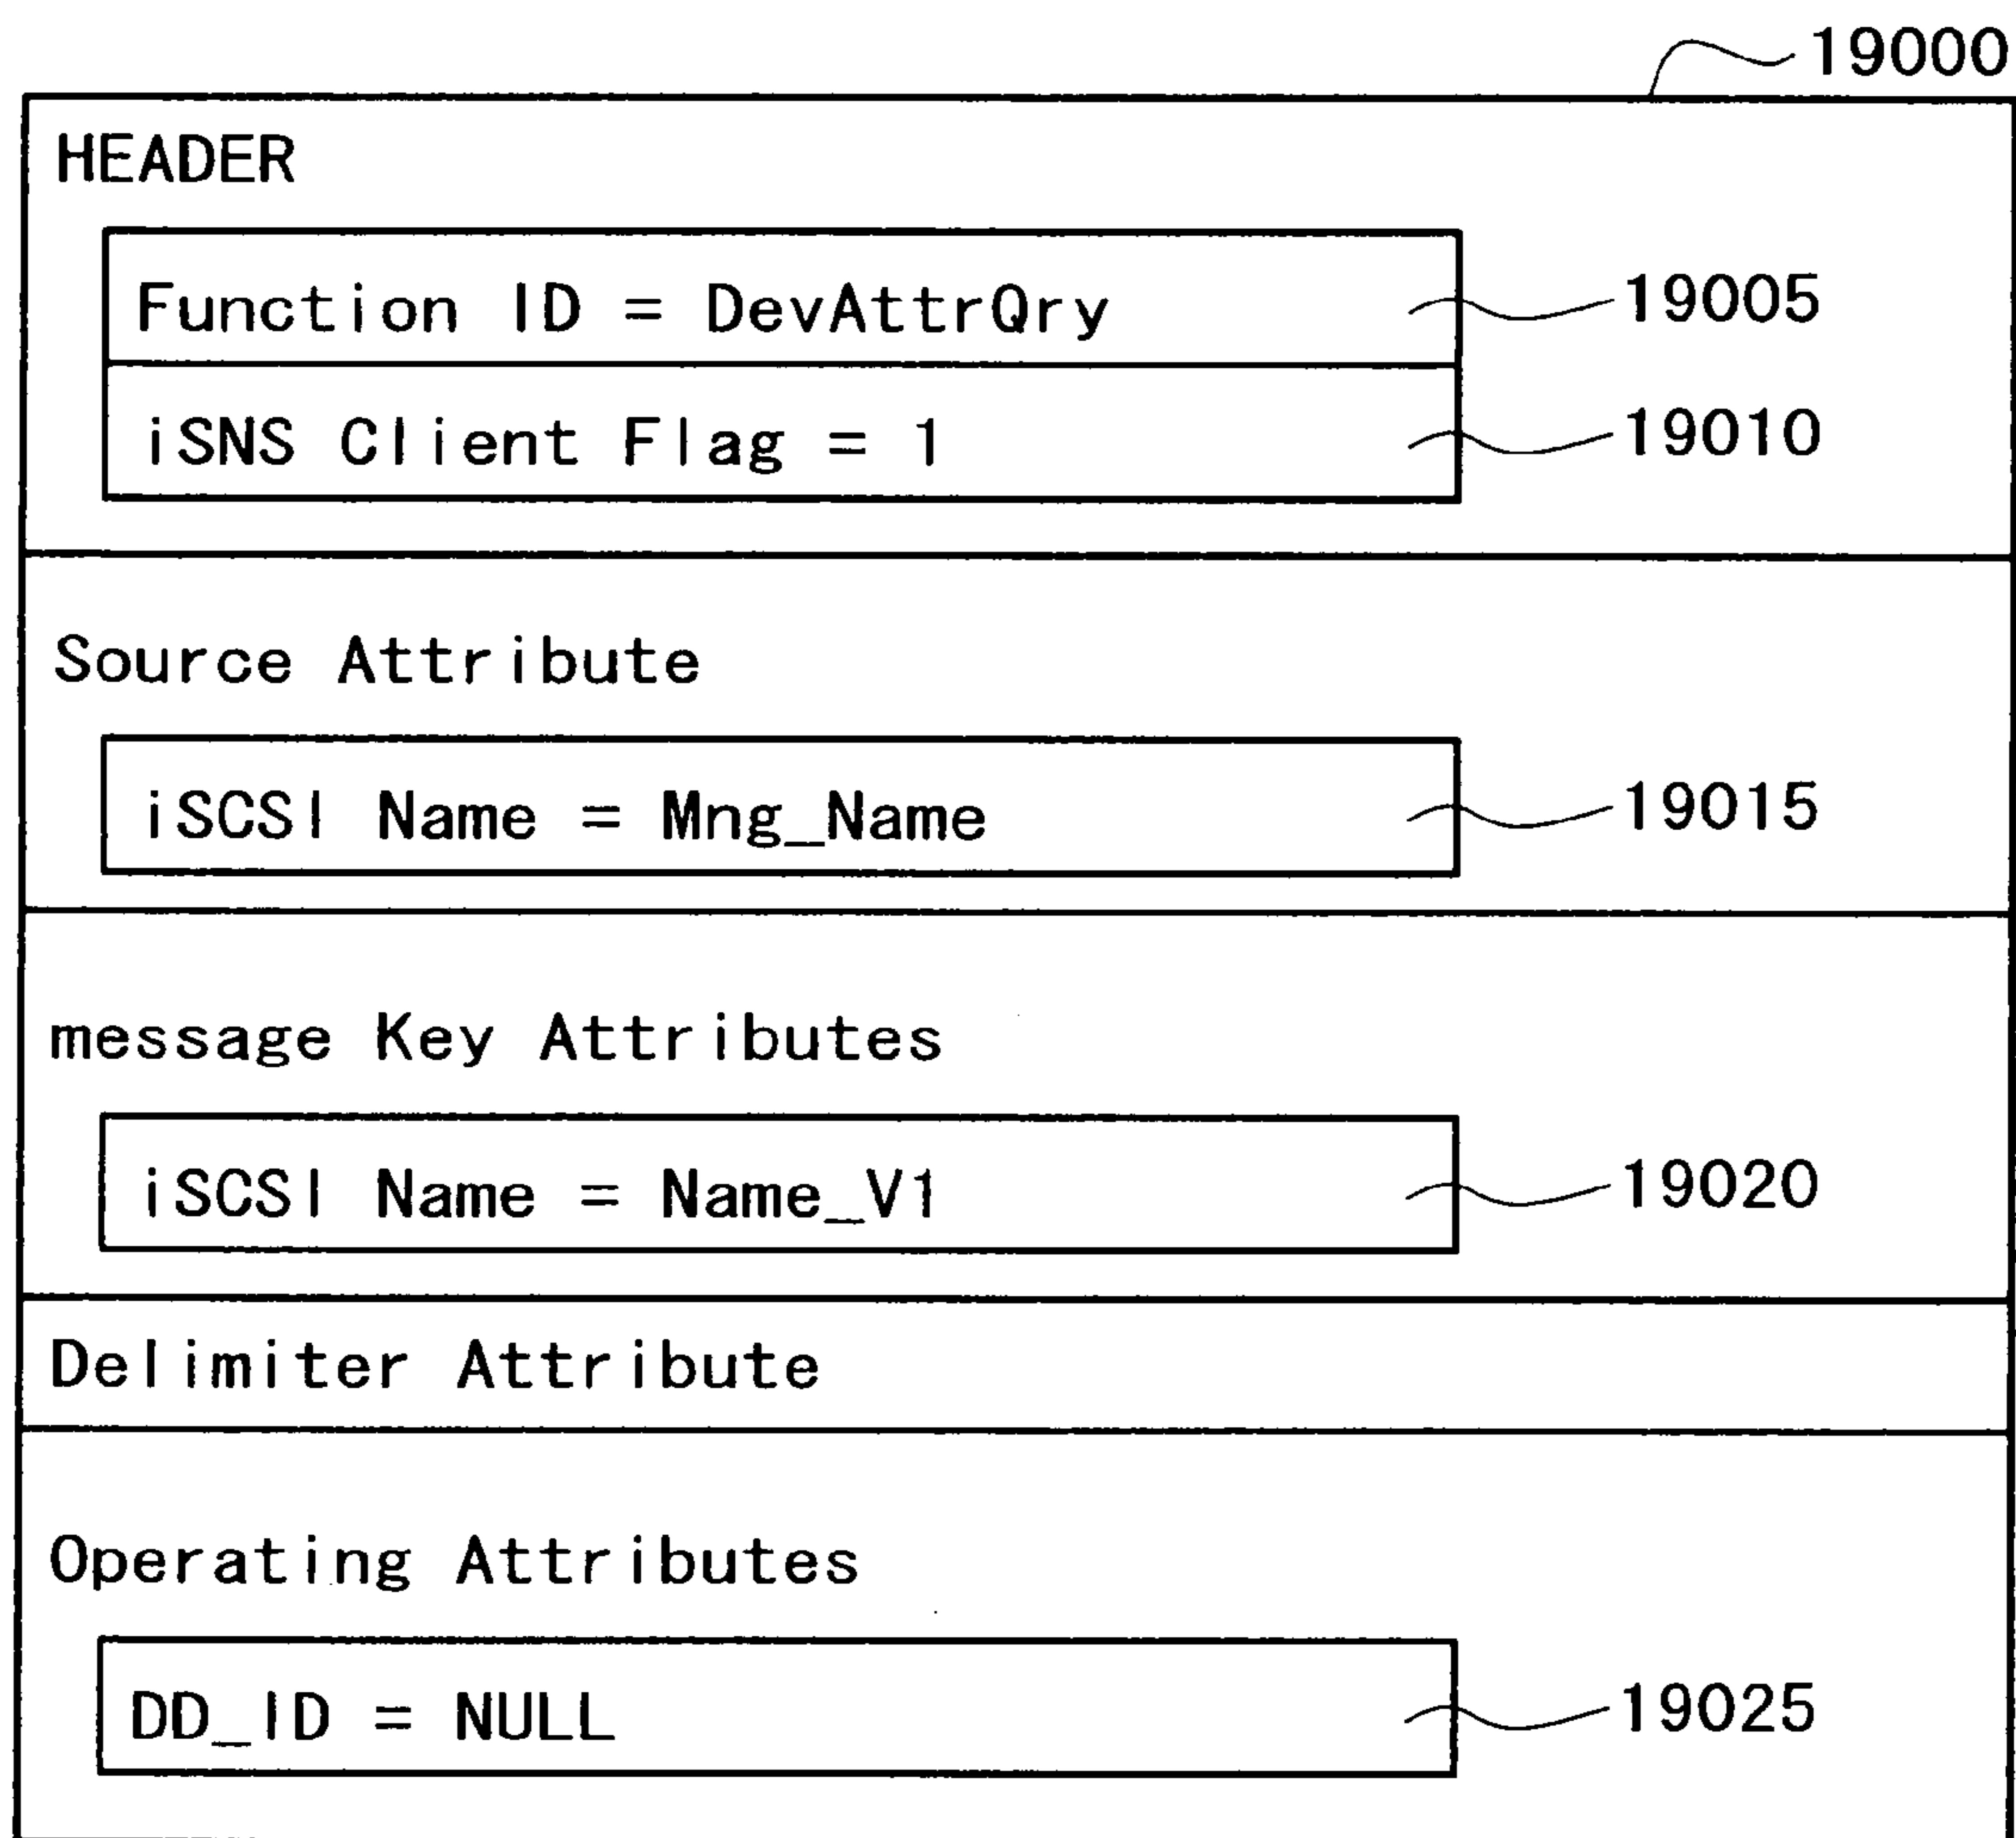 19000
HEADER
Function ID = DevAttrQry 19005
iSNS Client Flag = 1 19010
Source Attribute
iSCSI Name = Mng_Name 19015
message Key Attributes
iSCSI Name = Name_V1 19020
Delimiter Attribute
Operating Attributes
DD_ID = NULL 19025